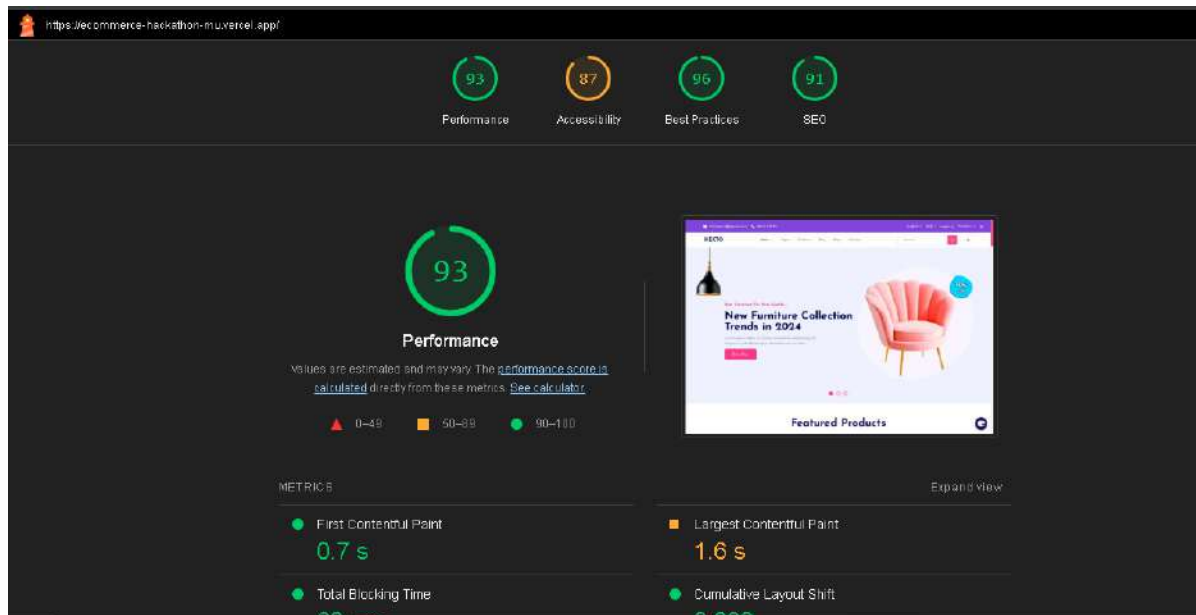 https://ecommerce-hackathon-mu.vercel.app/
93
87
96
91
Performance
Accessibility
Best Practices
SEO
93
Performance
Values are estimated and may vary. The performance score is
calculated directly from these metrics. See calculator.
0–49
50–89
90–100
New Furniture Collection
Trends in 2024
Featured Products
METRICS
Expand view
First Contentful Paint
0.7 s
Largest Contentful Paint
1.6 s
Total Blocking Time
Cumulative Layout Shift